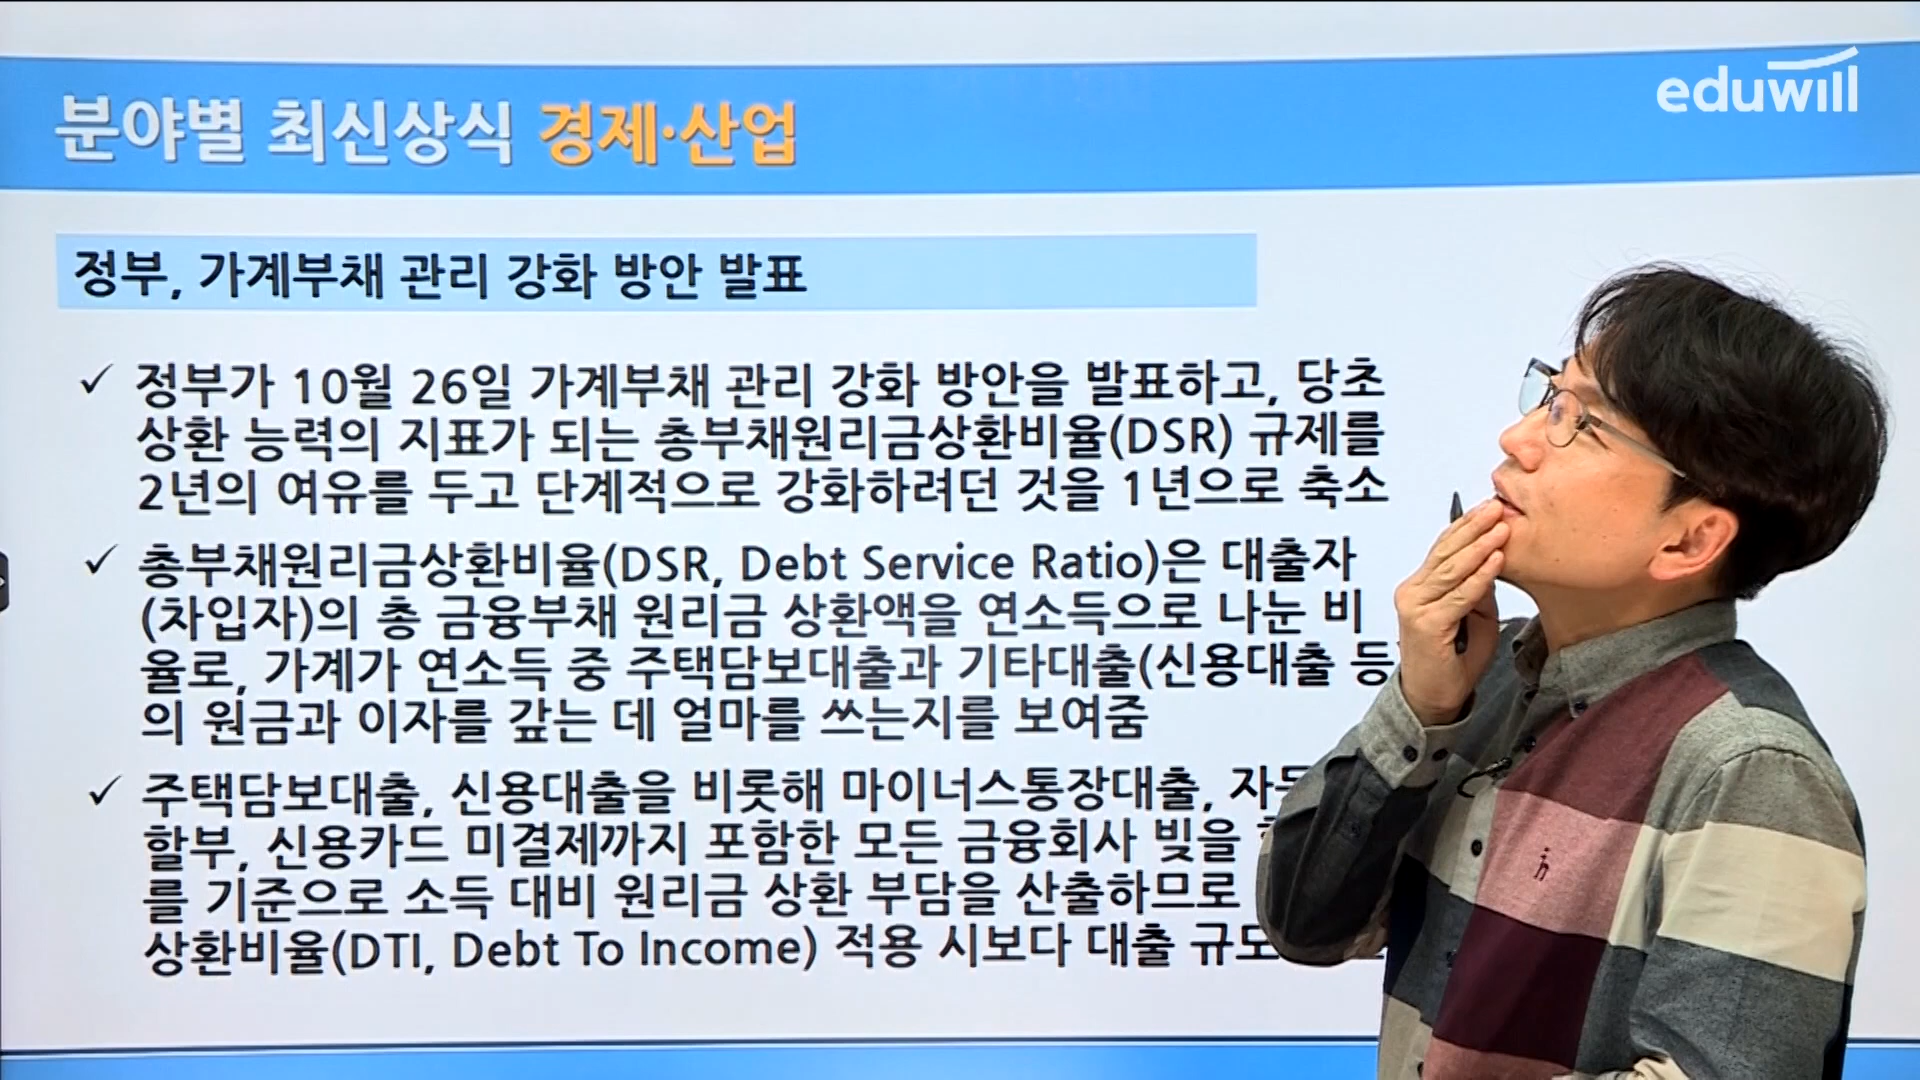 eduwill
분야별 최신상식 경제·산업
정부, 가계부채 관리 강화 방안 발표
✓ 정부가 10월 26일 가계부채 관리 강화 방안을 발표하고, 당초
상환 능력의 지표가 되는 총부채원리금상환비율(DSR) 규제를
2년의 여유를 두고 단계적으로 강화하려던 것을 1년으로 축소
✓ 총부채원리금상환비율(DSR, Debt Service Ratio)은 대출자
(차입자)의 총 금융부채 원리금 상환액을 연소득으로 나눈 비
율로, 가계가 연소득 중 주택담보대출과 기타대출(신용대출 등
의 원금과 이자를 갚는 데 얼마를 쓰는지를 보여줌
✓ 주택담보대출, 신용대출을 비롯해 마이너스통장대출,
할부, 신용카드 미결제까지 포함한 모든 금융회사 빚을
를 기준으로 소득 대비 원리금 상환 부담을 산출하므로
상환비율(DTI, Debt To Income) 적용 시보다 대출